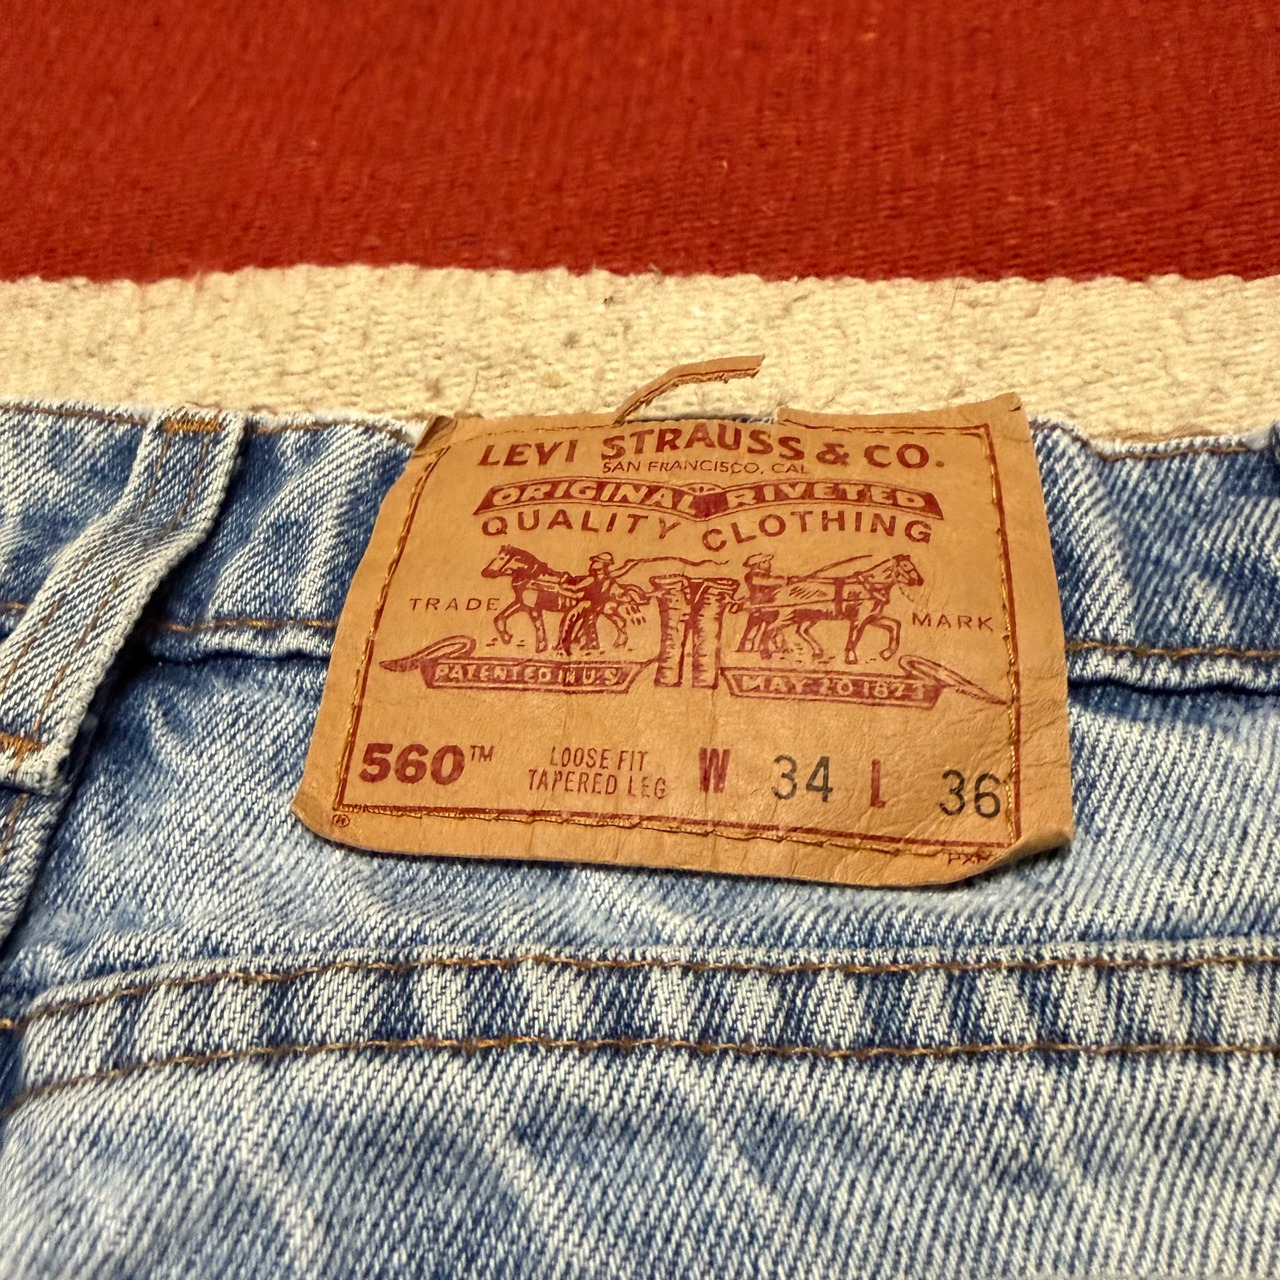 LEVI STRAUSS & CO.
SAN FRANCISCO, CAL
ORIGINAL RIVETED
QUALITY CLOTHING
TRADE MARK
PATENTED IN U.S.
MAY 20 1873
560™ LOOSE FIT TAPERED LEG W 34 L 36
®